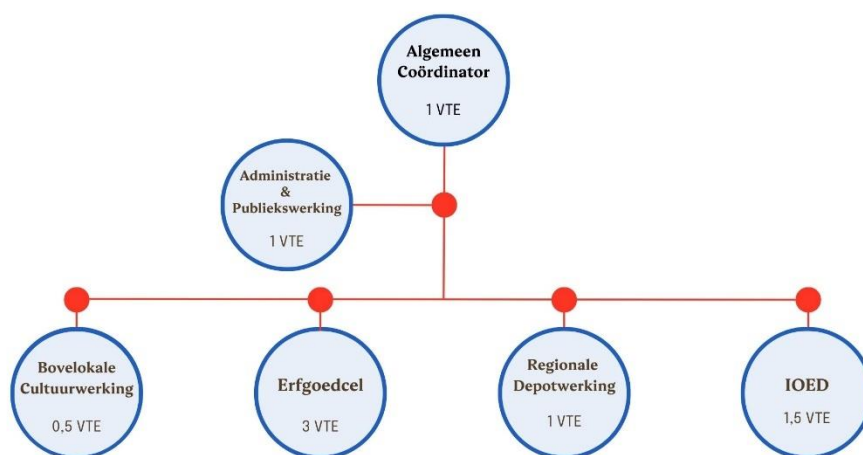 Algemeen
Coördinator
1 VTE
Administratie
&
Publiekswerking
1 VTE
Bovelokale
Cultuurwerking
0,5 VTE
Erfgoedcel
3 VTE
Regionale
Depotwerking
1 VTE
IOED
1,5 VTE